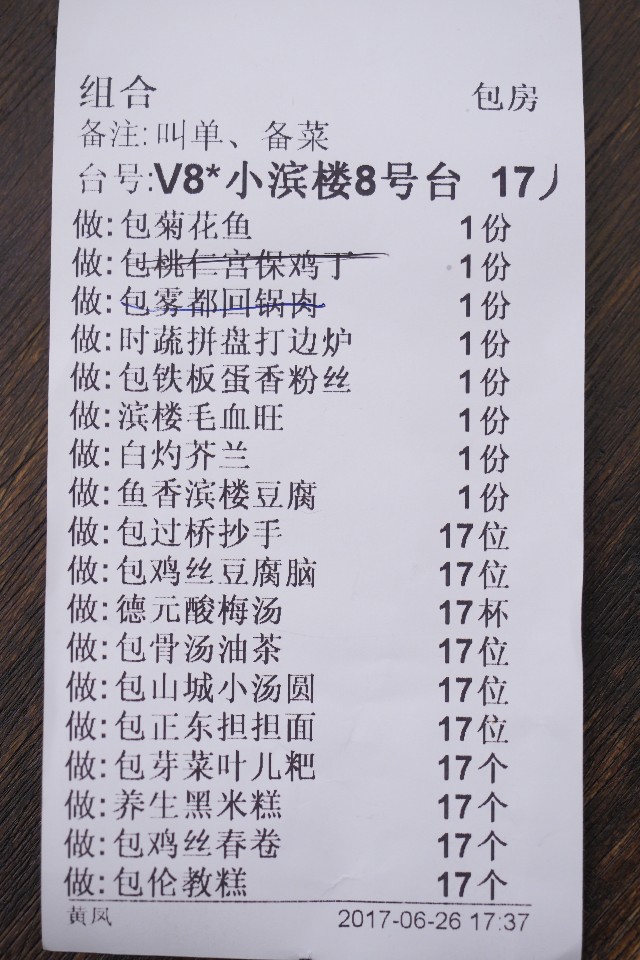 组合 包房
备注:叫单、备菜
台号:V8*小滨楼8号台 17人
做:包菊花鱼 1份
做:包桃仁宫保鸡丁 1份
做:包雾都回锅肉 1份
做:时蔬拼盘打边炉 1份
做:包铁板蛋香粉丝 1份
做:滨楼毛血旺 1份
做:白灼芥兰 1份
做:鱼香滨楼豆腐 1份
做:包过桥抄手 17位
做:包鸡丝豆腐脑 17位
做:德元酸梅汤 17杯
做:包骨汤油茶 17位
做:包山城小汤圆 17位
做:包正东担担面 17位
做:包芽菜叶儿粑 17个
做:养生黑米糕 17个
做:包鸡丝春卷 17个
做:包伦教糕 17个
黄凤 2017-06-26 17:37